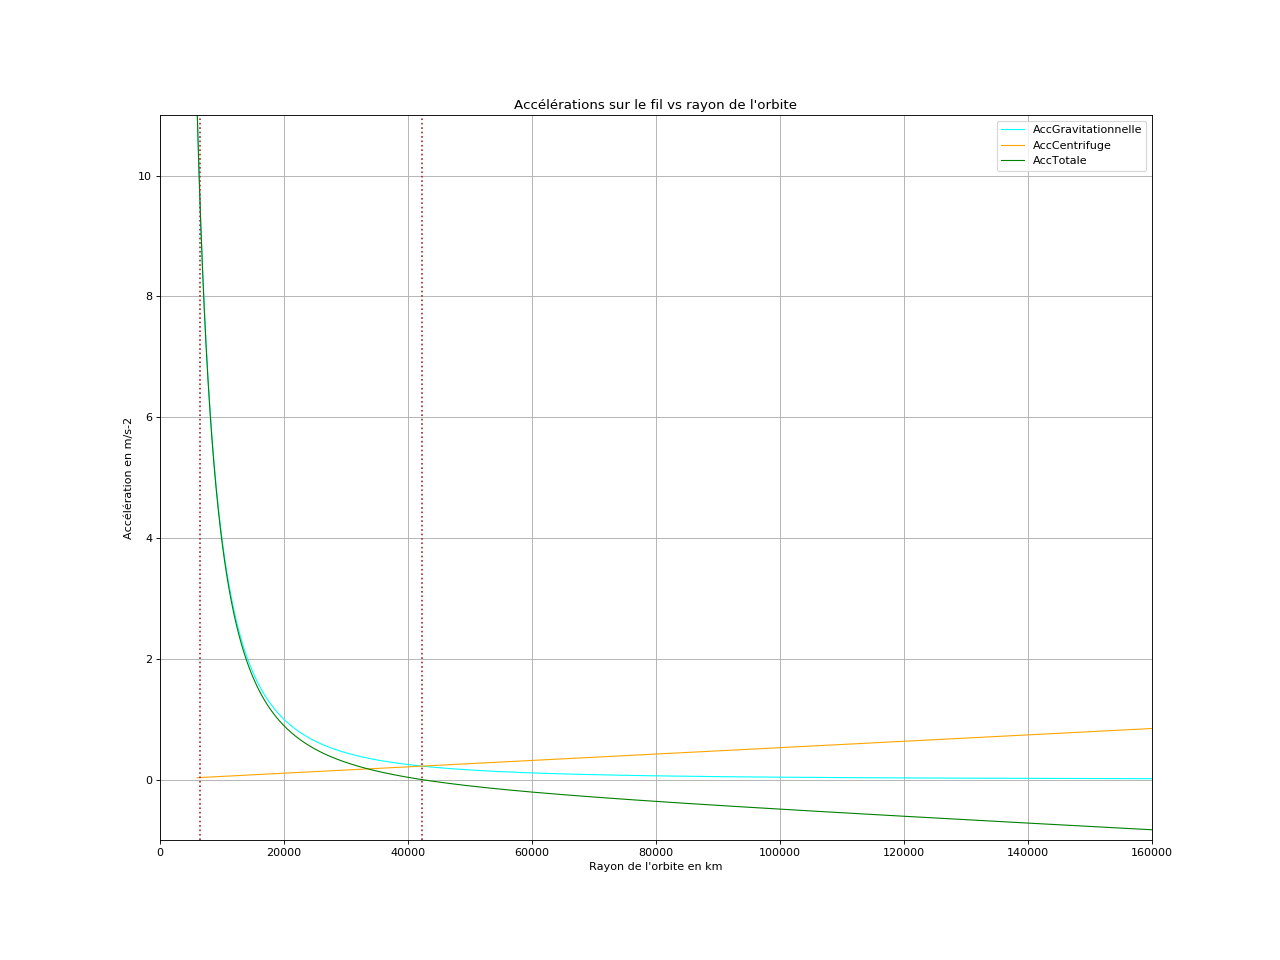 Accélérations sur le fil vs rayon de l'orbite
AccGravitationnelle
AccCentrifuge
AccTotale
Accélération en m/s-2
10
8
6
4
2
0
0
20000
40000
60000
80000
100000
120000
140000
160000
Rayon de l'orbite en km